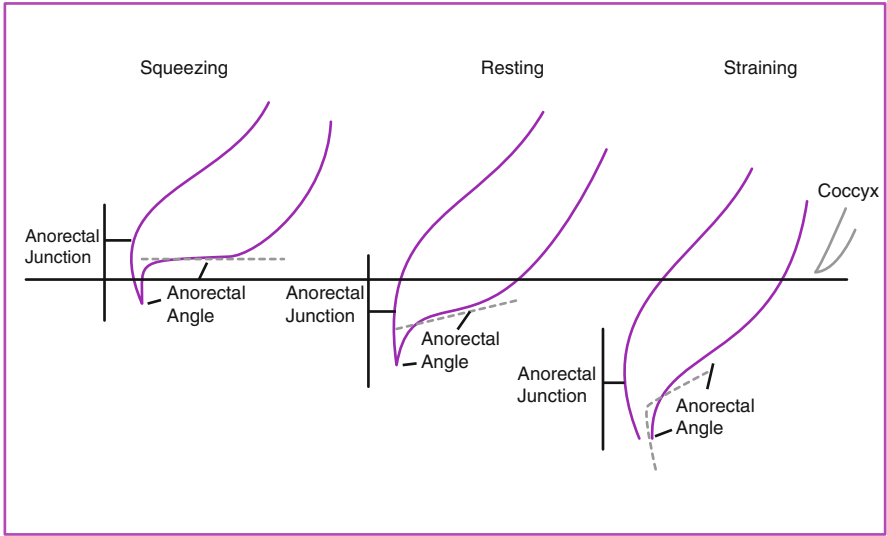 Squeezing
Resting
Straining
Coccyx
Anorectal
Junction
Anorectal
Angle
Anorectal
Junction
Anorectal
Angle
Anorectal
Junction
Anorectal
Angle